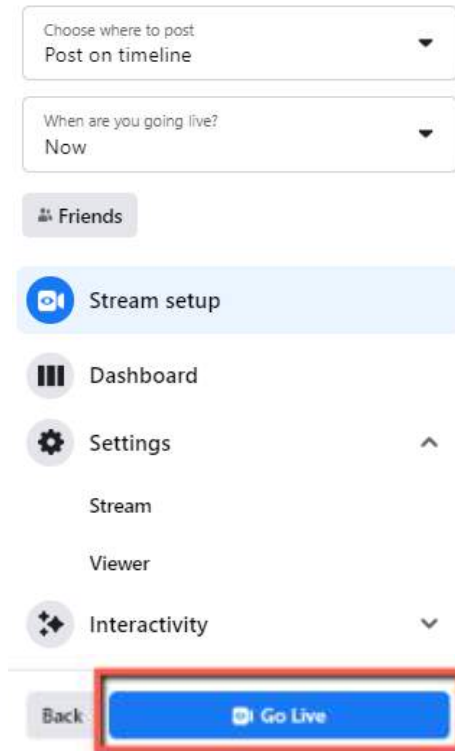 Choose where to post
Post on timeline
When are you going live?
Now
Friends
Stream setup
Dashboard
Settings
Stream
Viewer
Interactivity
Back
Go Live